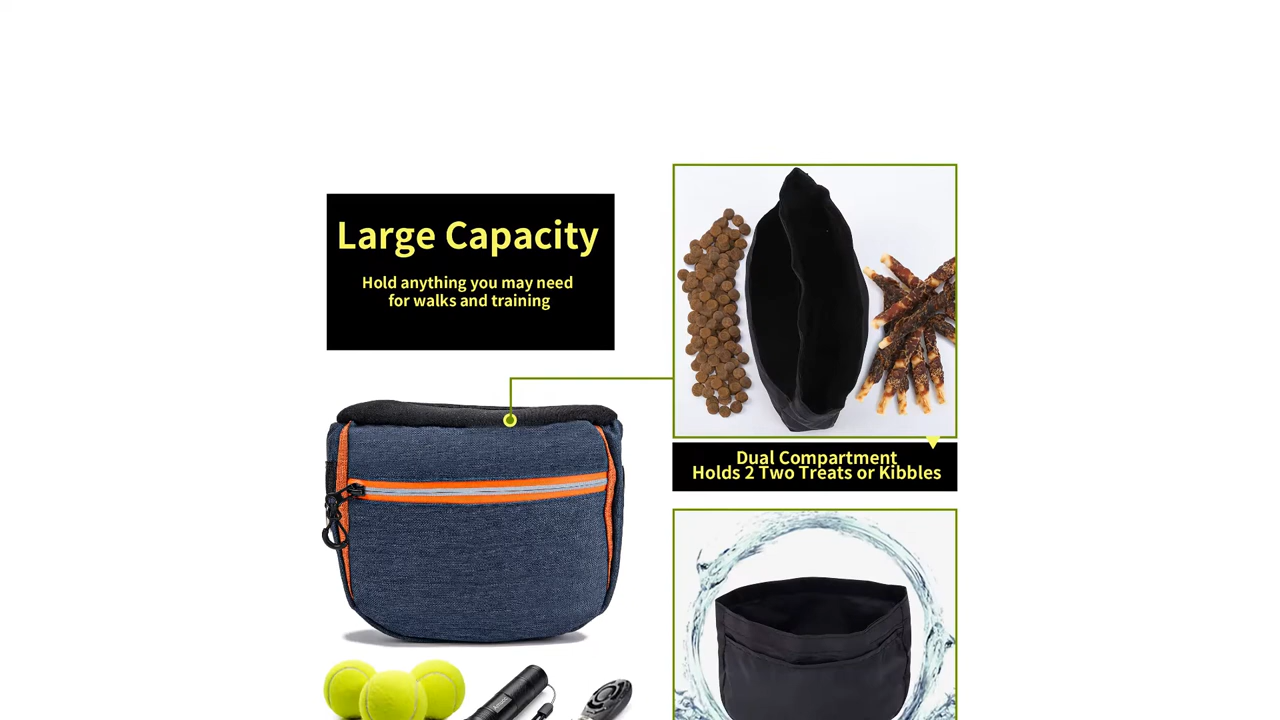 Large Capacity
Hold anything you may need
for walks and training
Dual Compartment
Holds 2 Two Treats or Kibbles